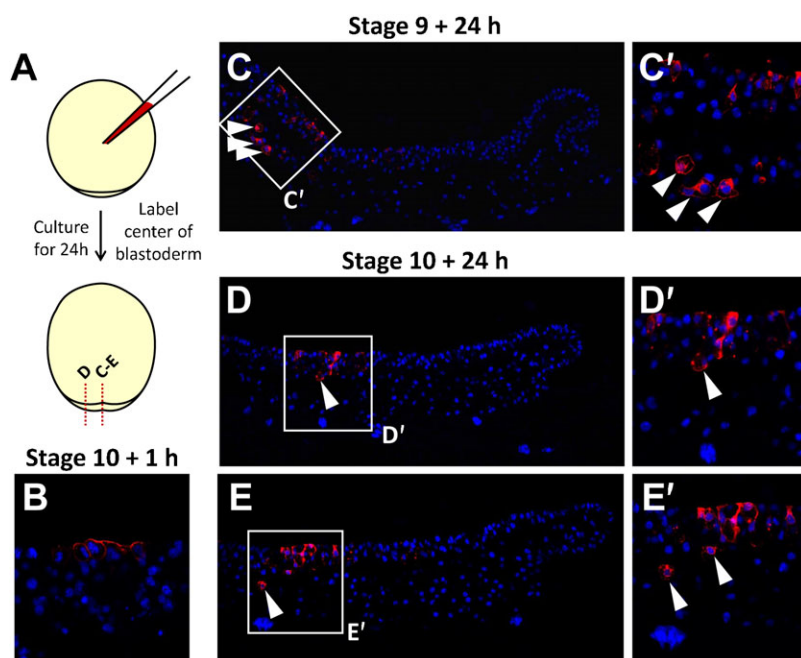 Stage 9 + 24 h
A
C
C′
Culture
for 24h
Label
center of
blastoderm
C′
Stage 10 + 24 h
D
D′
D
C-E
D′
Stage 10 + 1 h
B
E
E′
E′